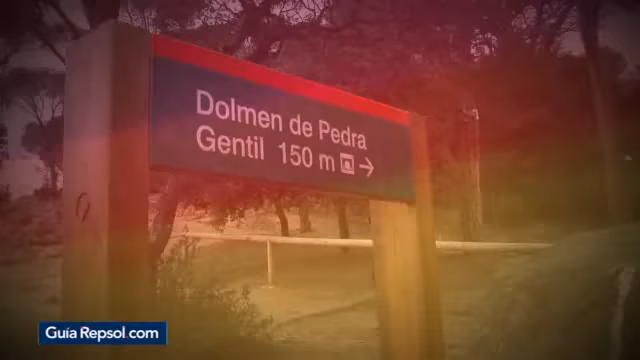 Dolmen de Pedra
Gentil 150 m →
Guía Repsol.com